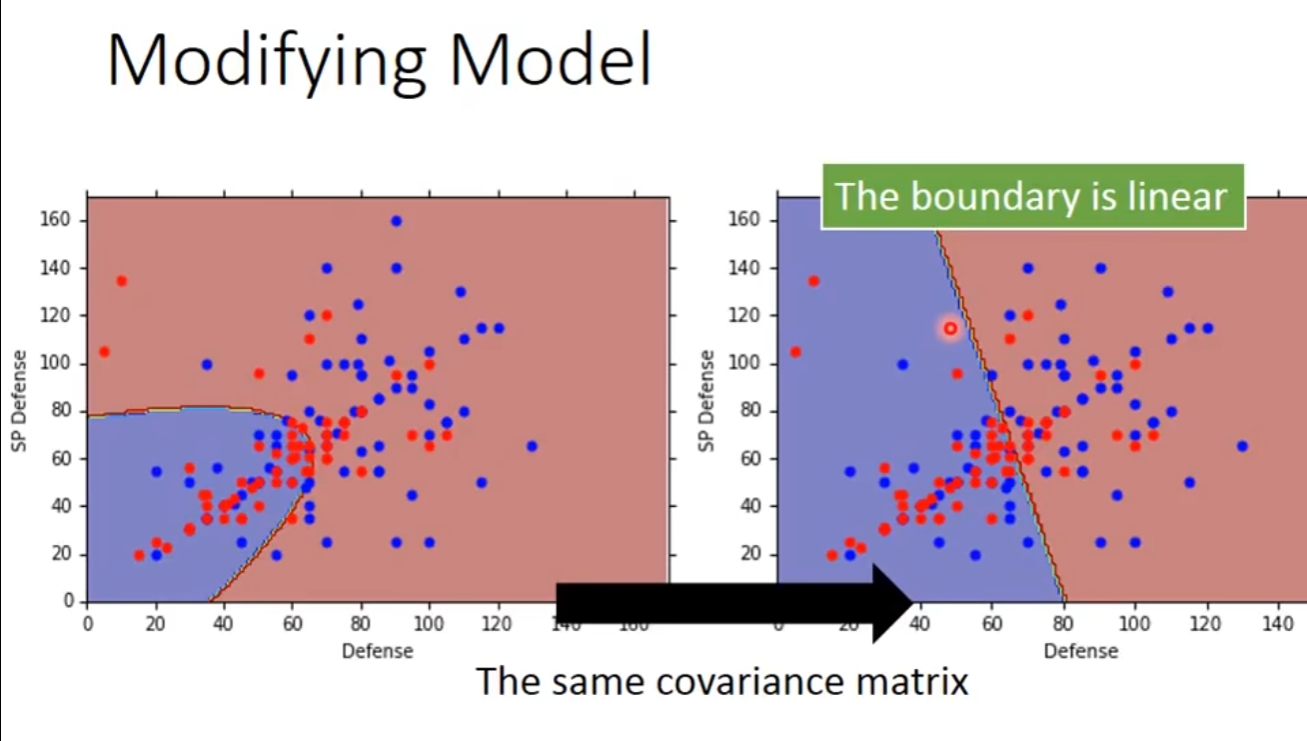 Modifying Model
The boundary is linear
160
140
120
100
80
60
40
20
0
SP Defense
0 20 40 60 80 100 120 140 160
Defense
160
140
120
100
80
60
40
20
SP Defense
0 20 40 60 80 100 120 140
Defense
The same covariance matrix